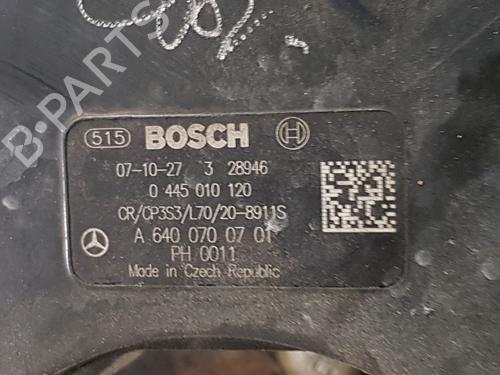 515 BOSCH
07-10-27 3 28946
0 445 010 120
CR/CP3S3/L70/20-8911S
A 640 070 07 01
PH 0011
Made in Czech Republic
B-Parts